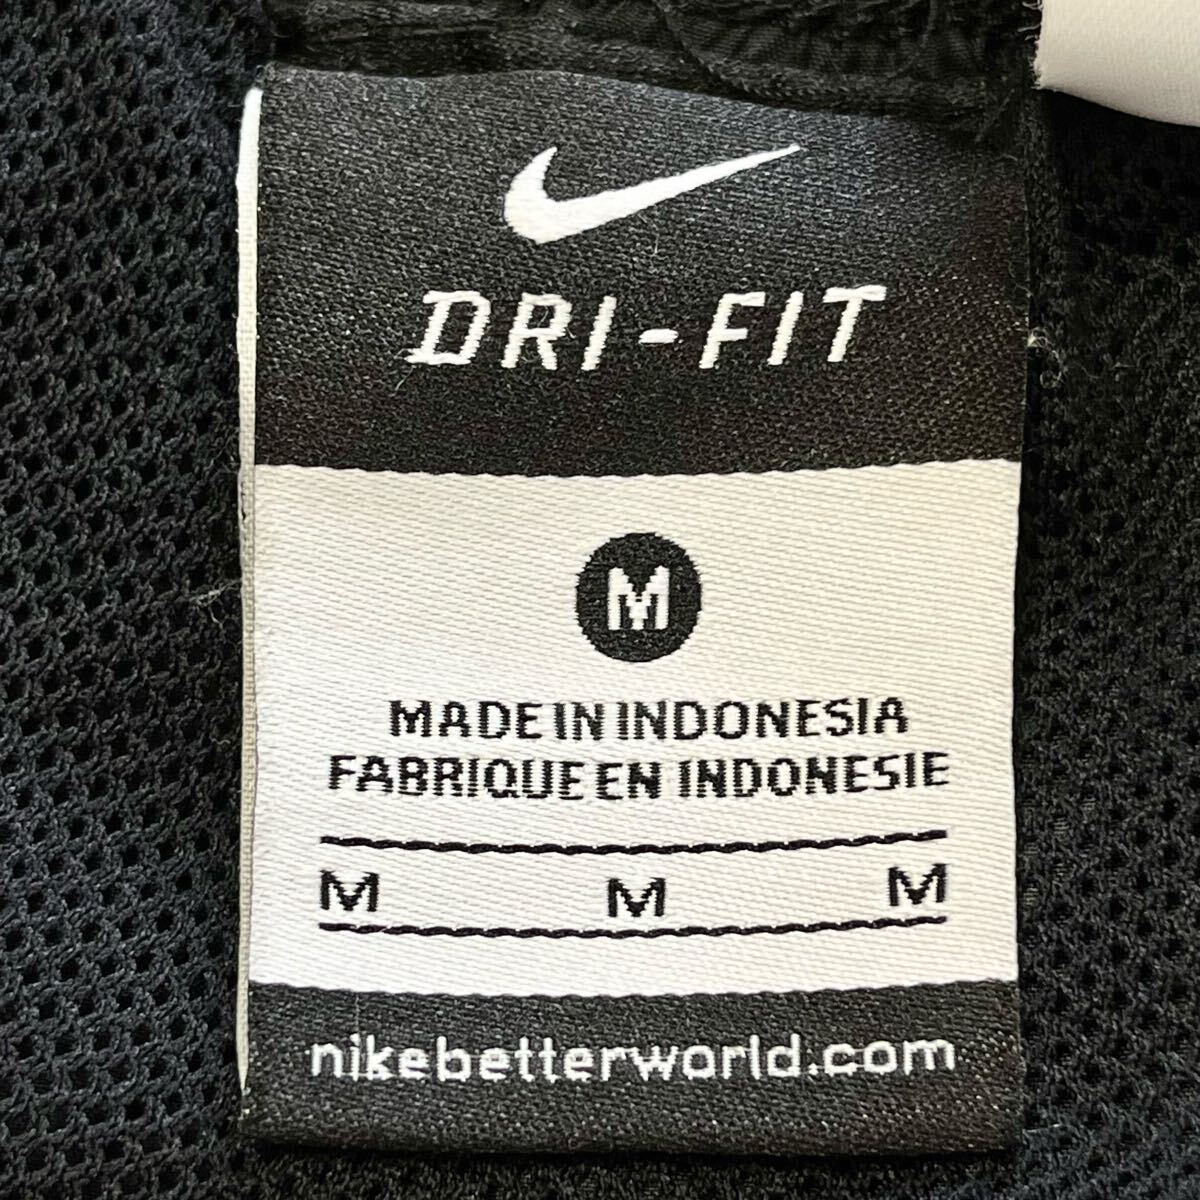 DRI-FIT
M
MADE IN INDONESIA
FABRIQUE EN INDONESIE
M M M
nikebetterworld.com